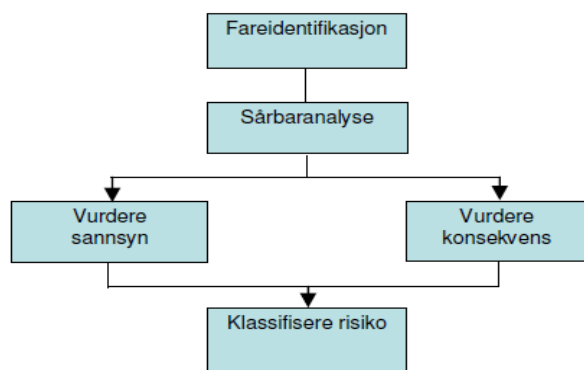 Fareidentifikasjon
Sårbaranalyse
Vurdere
sannsyn
Vurdere
konsekvens
Klassifisere risiko